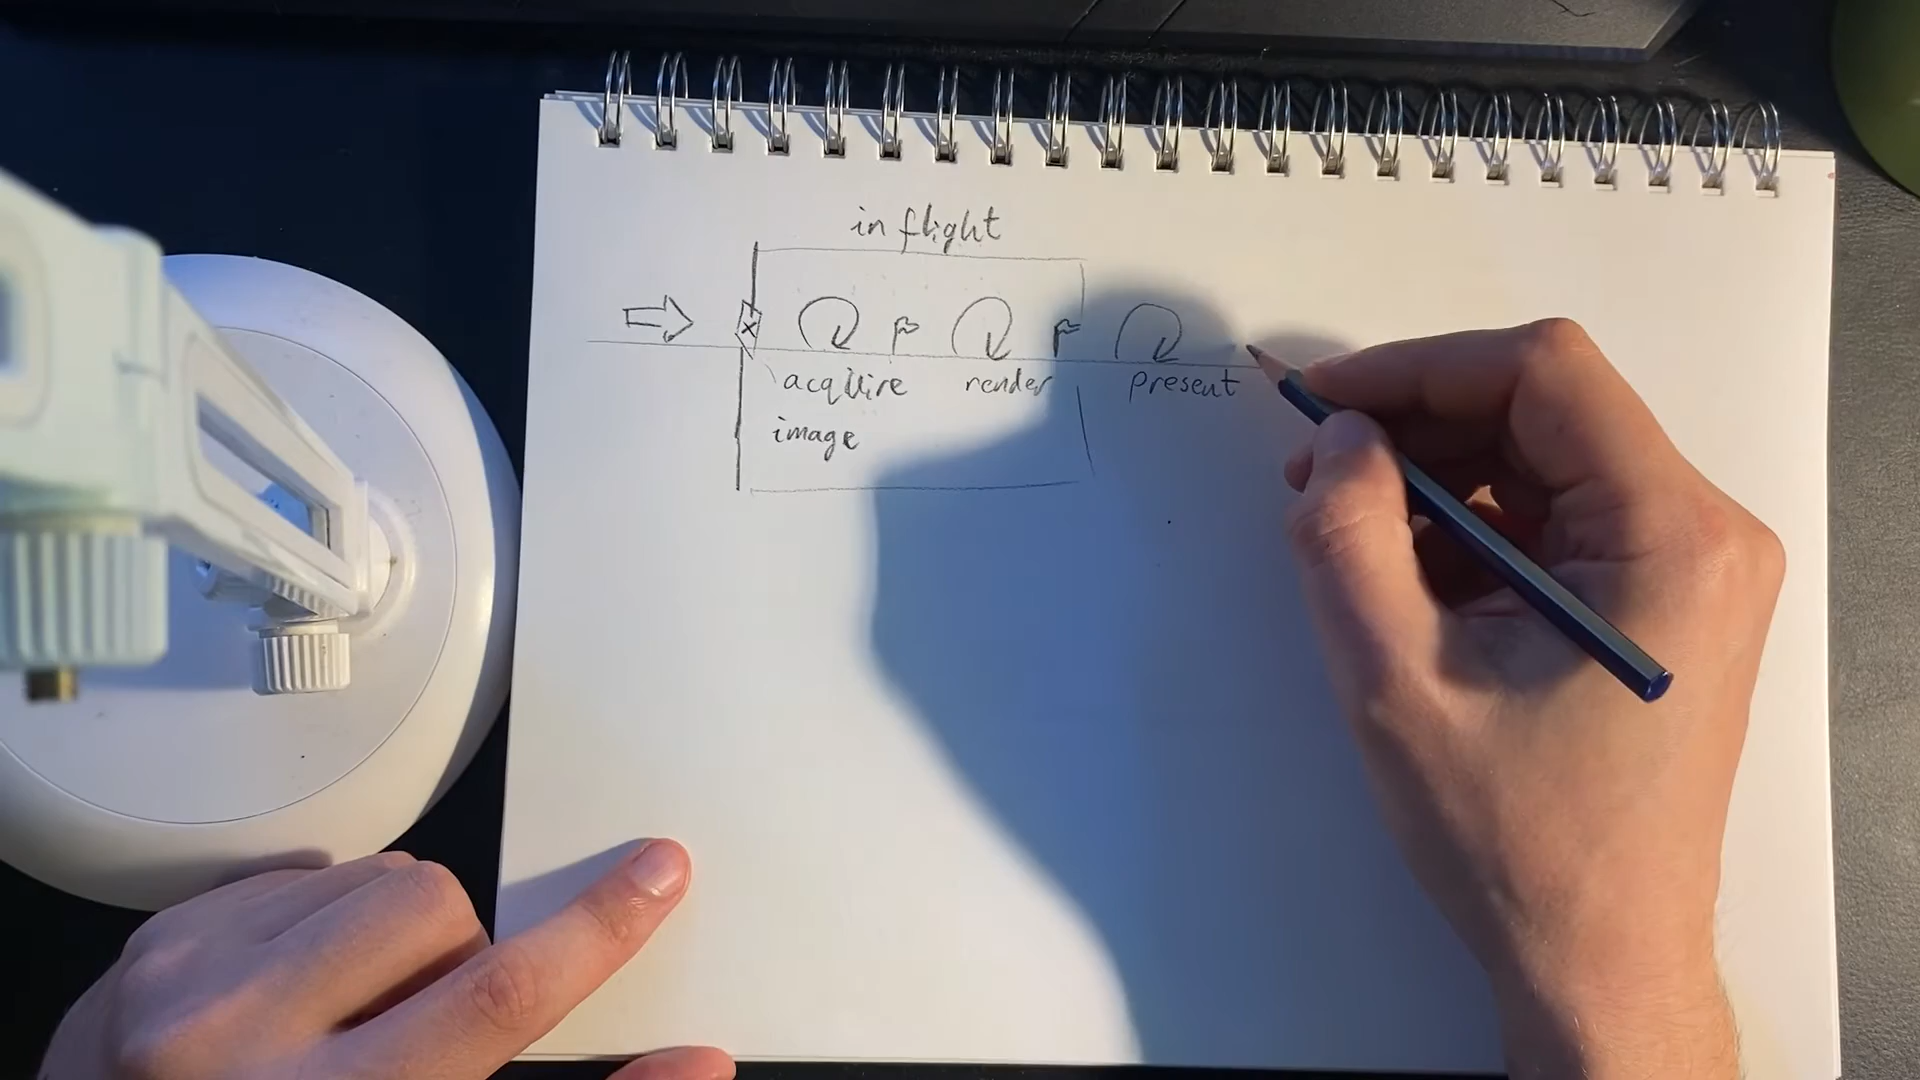 in flight
x
acquire render present
image